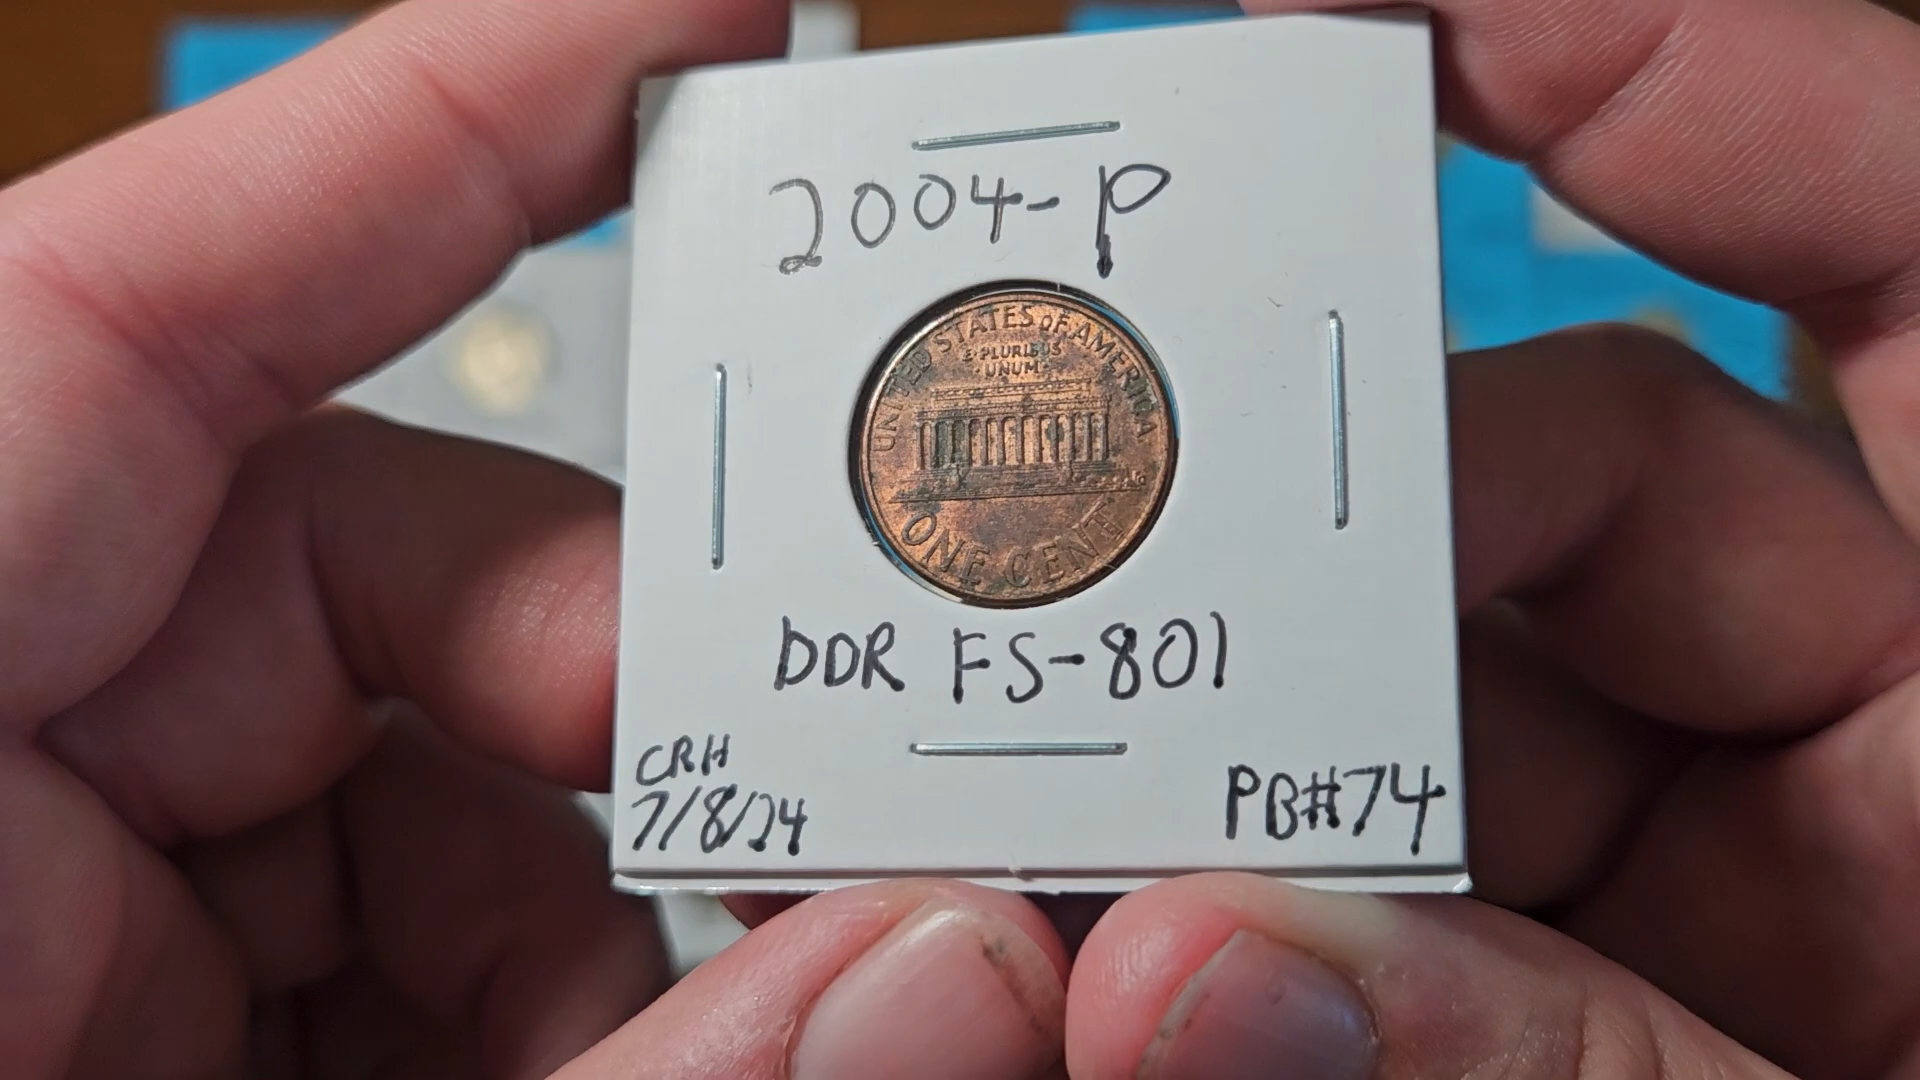 2004-P
UNITED STATES OF AMERICA
E PLURIBUS
·UNUM·
ONE CENT
DDR FS-801
CRH
7/8/24
PB#74